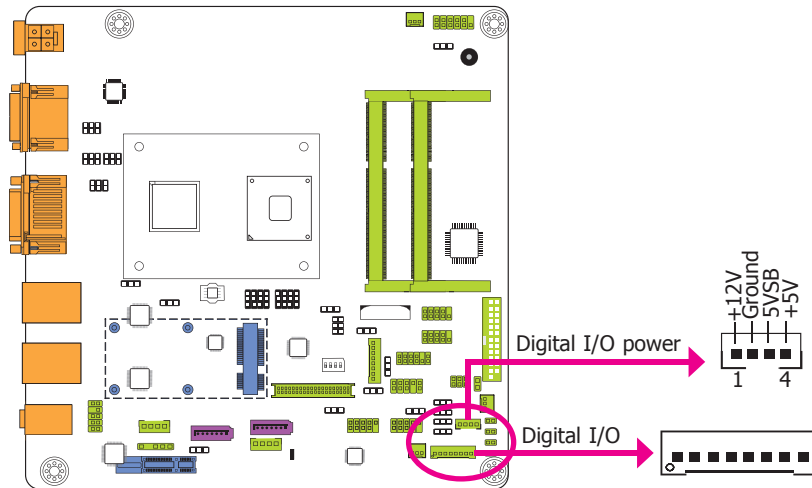 +12V
Ground
5VSB
+5V
Digital I/O power
1 4
Digital I/O